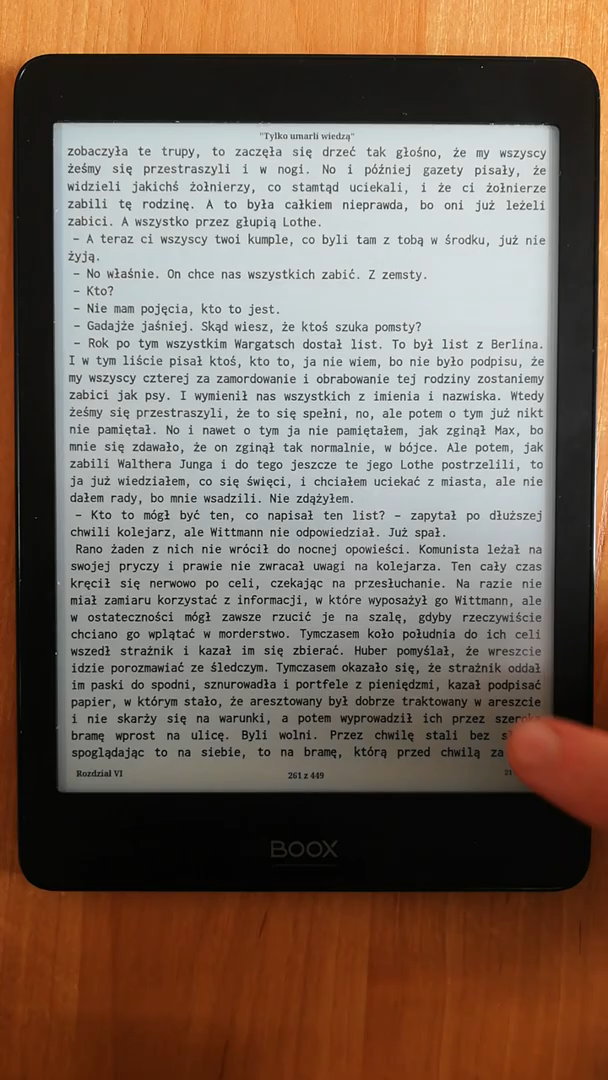 "Tylko umarli wiedzą"
zobaczyła te trupy, to zaczęła się drzeć tak głośno, że my wszyscy
żeśmy się przestraszyli i w nogi. No i później gazety pisały, że
widzieli jakichś żołnierzy, co stamtąd uciekali, i że ci żołnierze
zabili tę rodzinę. A to była całkiem nieprawda, bo oni już leżeli
zabici. A wszystko przez głupią Lothe.
– A teraz ci wszyscy twoi kumple, co byli tam z tobą w środku, już nie
żyją.
– No właśnie. On chce nas wszystkich zabić. Z zemsty.
– Kto?
– Nie mam pojęcia, kto to jest.
– Gadajże jaśniej. Skąd wiesz, że ktoś szuka pomsty?
– Rok po tym wszystkim Wargatsch dostał list. To był list z Berlina.
I w tym liście pisał ktoś, kto to, ja nie wiem, bo nie było podpisu, że
my wszyscy czterej za zamordowanie i obrabowanie tej rodziny zostaniemy
zabici jak psy. I wymienił nas wszystkich z imienia i nazwiska. Wtedy
żeśmy się przestraszyli, że to się spełni, no, ale potem o tym już nikt
nie pamiętał. No i nawet o tym ja nie pamiętałem, jak zginął Max, bo
mnie się zdawało, że on zginął tak normalnie, w bójce. Ale potem, jak
zabili Walthera Junga i do tego jeszcze te jego Lothe postrzelili, to
ja już wiedziałem, co się święci, i chciałem uciekać z miasta, ale nie
dałem rady, bo mnie wsadzili. Nie zdążyłem.
– Kto to mógł być ten, co napisał ten list? – zapytał po dłuższej
chwili kolejarz, ale Wittmann nie odpowiedział. Już spał.
Rano żaden z nich nie wrócił do nocnej opowieści. Komunista leżał na
swojej pryczy i prawie nie zwracał uwagi na kolejarza. Ten cały czas
kręcił się nerwowo po celi, czekając na przesłuchanie. Na razie nie
miał zamiaru korzystać z informacji, w które wyposażył go Wittmann, ale
w ostateczności mógł zawsze rzucić je na szalę, gdyby rzeczywiście
chciano go wplątać w morderstwo. Tymczasem koło południa do ich celi
wszedł strażnik i kazał im się zbierać. Huber pomyślał, że wreszcie
idzie porozmawiać ze śledczym. Tymczasem okazało się, że strażnik oddał
im paski do spodni, sznurowadła i portfele z pieniędzmi, kazał podpisać
papier, w którym stało, że aresztowany był dobrze traktowany w areszcie
i nie skarży się na warunki, a potem wyprowadził ich przez
bramę wprost na ulicę. Byli wolni. Przez chwilę stali bez
spoglądając to na siebie, to na bramę, którą przed chwilą
Rozdział VI
261 z 449
BOOX